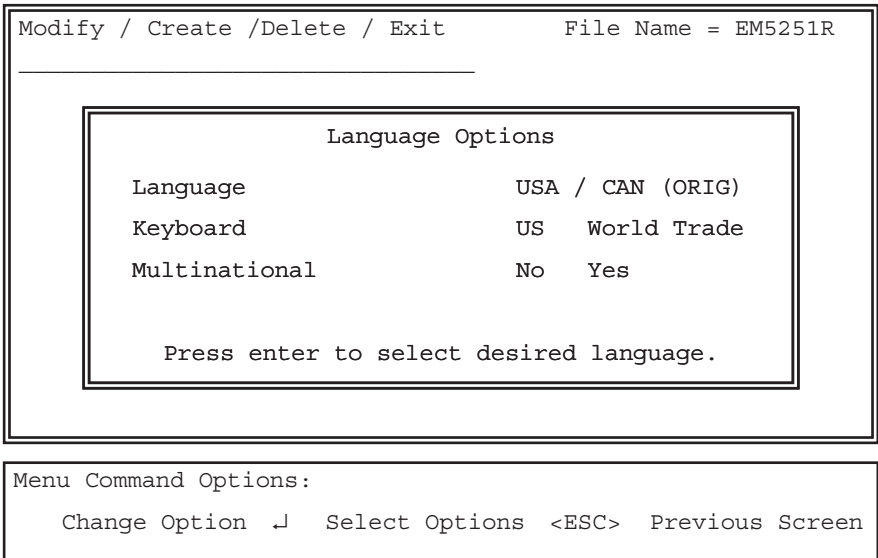 Modify / Create /Delete / Exit File Name = EM5251R
Language Options
Language USA / CAN (ORIG)
Keyboard US World Trade
Multinational No Yes
Press enter to select desired language.
Menu Command Options:
Change Option ↵ Select Options <ESC> Previous Screen